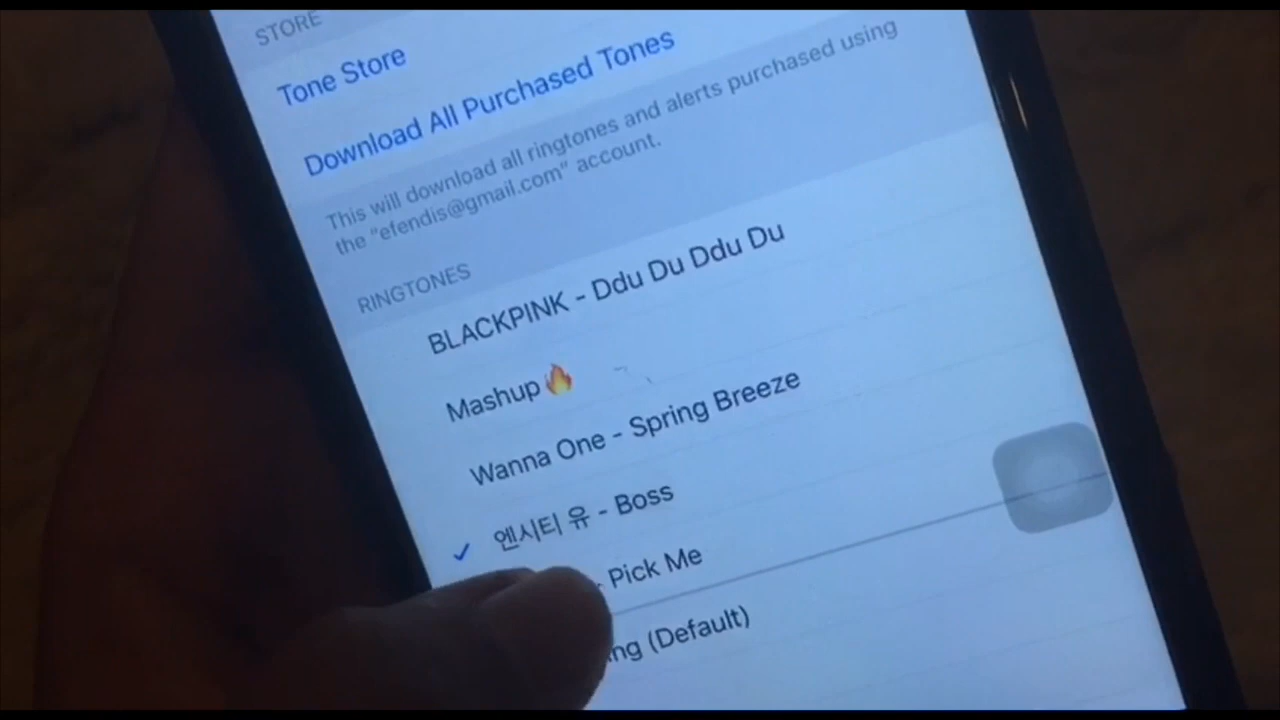 STORE
Tone Store
Download All Purchased Tones
This will download all ringtones and alerts purchased using
the "efendis@gmail.com" account.
RINGTONES
BLACKPINK - Ddu Du Ddu Du
Mashup🔥
Wanna One - Spring Breeze
✓ 엔시티 유 - Boss
- Pick Me
(Default)